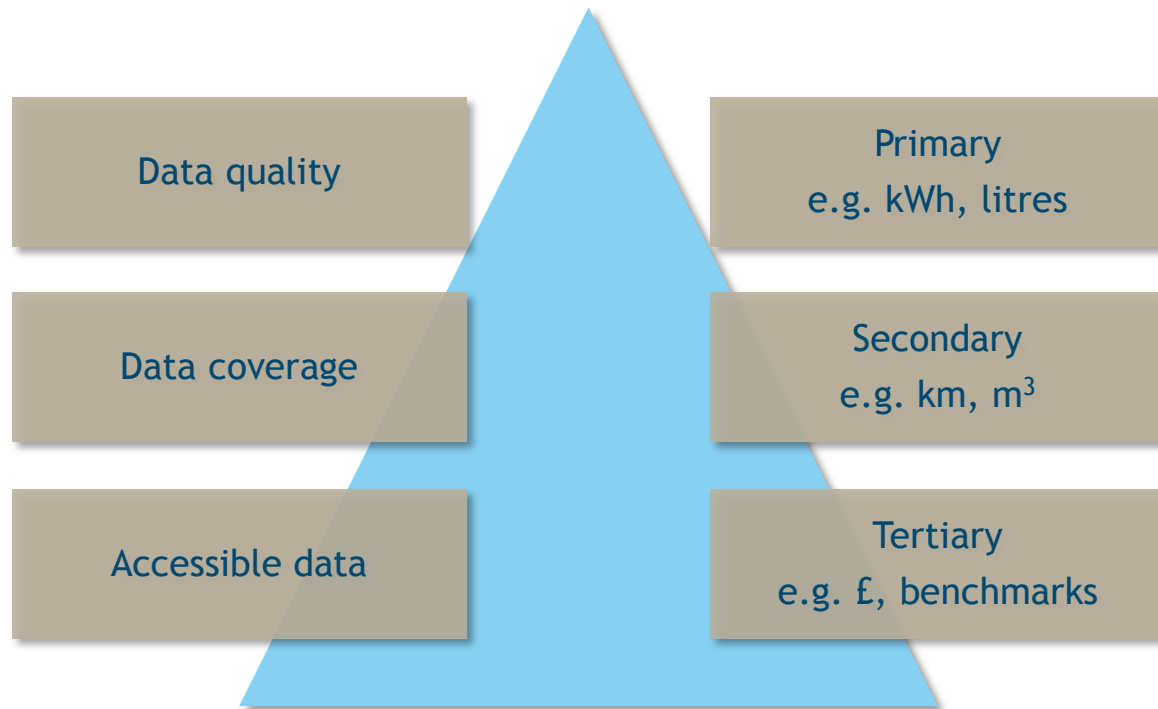 Data quality
Primary
e.g. kWh, litres
Data coverage
Secondary
e.g. km, m³
Accessible data
Tertiary
e.g. £, benchmarks